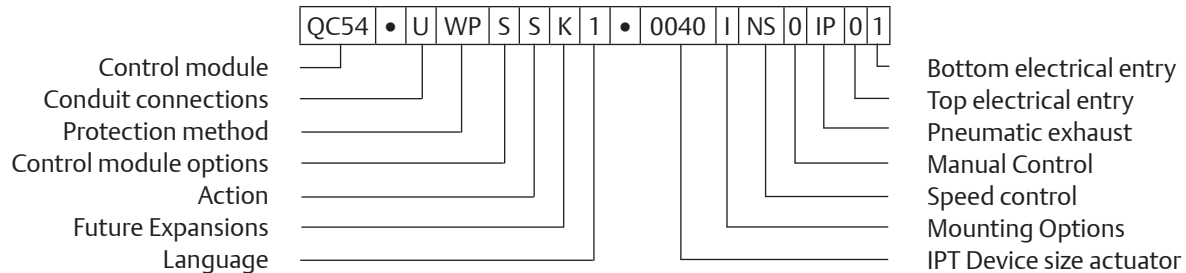 QC54 • U WP S S K 1 • 0040 I NS 0 IP 0 1
Control module
Conduit connections
Protection method
Control module options
Action
Future Expansions
Language
Bottom electrical entry
Top electrical entry
Pneumatic exhaust
Manual Control
Speed control
Mounting Options
IPT Device size actuator